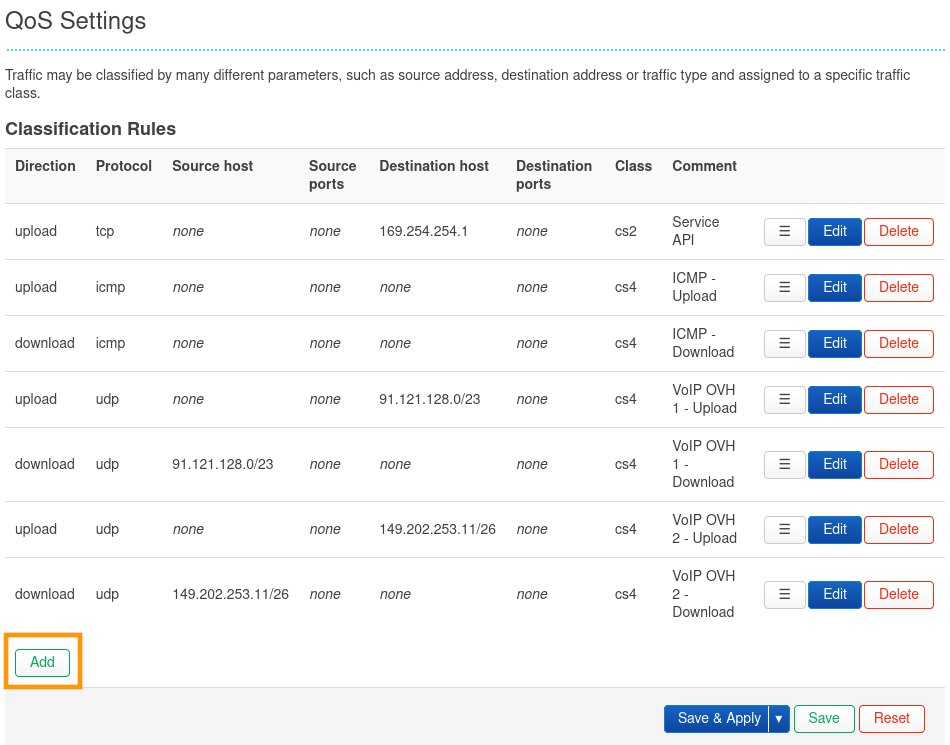 QoS Settings
Traffic may be classified by many different parameters, such as source address, destination address or traffic type and assigned to a specific traffic
class.
Classification Rules
Direction Protocol Source host Source ports Destination host Destination ports Class Comment
upload tcp none none 169.254.254.1 none cs2 Service API ☰ Edit Delete
upload icmp none none none none cs4 ICMP - Upload ☰ Edit Delete
download icmp none none none none cs4 ICMP - Download ☰ Edit Delete
upload udp none none 91.121.128.0/23 none cs4 VoIP OVH 1 - Upload ☰ Edit Delete
download udp 91.121.128.0/23 none none none cs4 VoIP OVH 1 - Download ☰ Edit Delete
upload udp none none 149.202.253.11/26 none cs4 VoIP OVH 2 - Upload ☰ Edit Delete
download udp 149.202.253.11/26 none none none cs4 VoIP OVH 2 - Download ☰ Edit Delete
Add
Save & Apply ▾ Save Reset